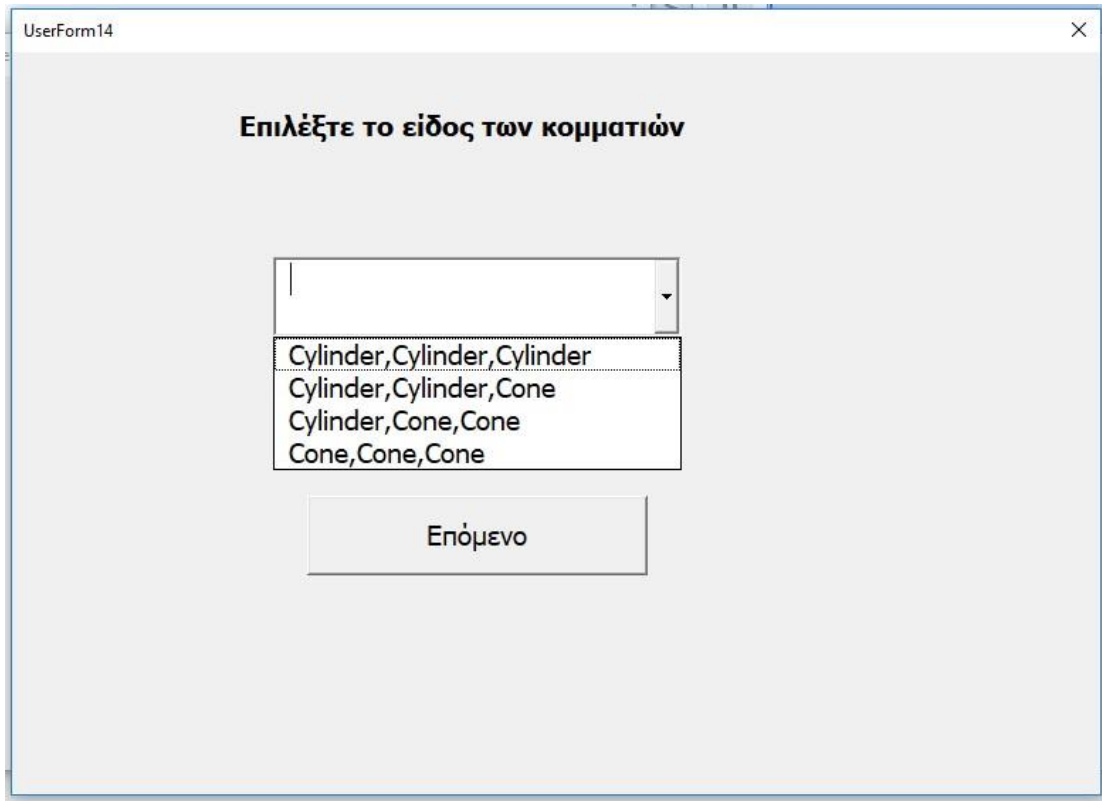 UserForm14
Επιλέξτε το είδος των κομματιών
Cylinder,Cylinder,Cylinder
Cylinder,Cylinder,Cone
Cylinder,Cone,Cone
Cone,Cone,Cone
Επόμενο